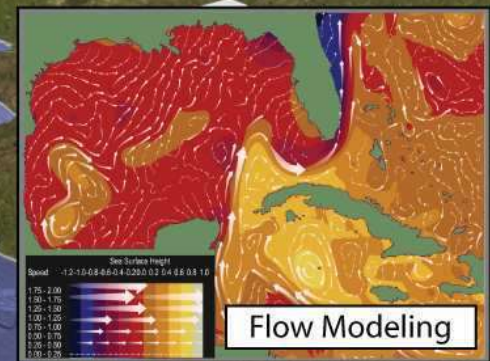 Sea Surface Height
Speed -1.2-1.0-0.8-0.6-0.4-0.20.0 0.2 0.4 0.6 0.8 1.0
1.75 - 2.00
1.50 - 1.75
1.25 - 1.50
1.00 - 1.25
0.75 - 1.00
0.50 - 0.75
0.25 - 0.50
0.00 - 0.25
Flow Modeling